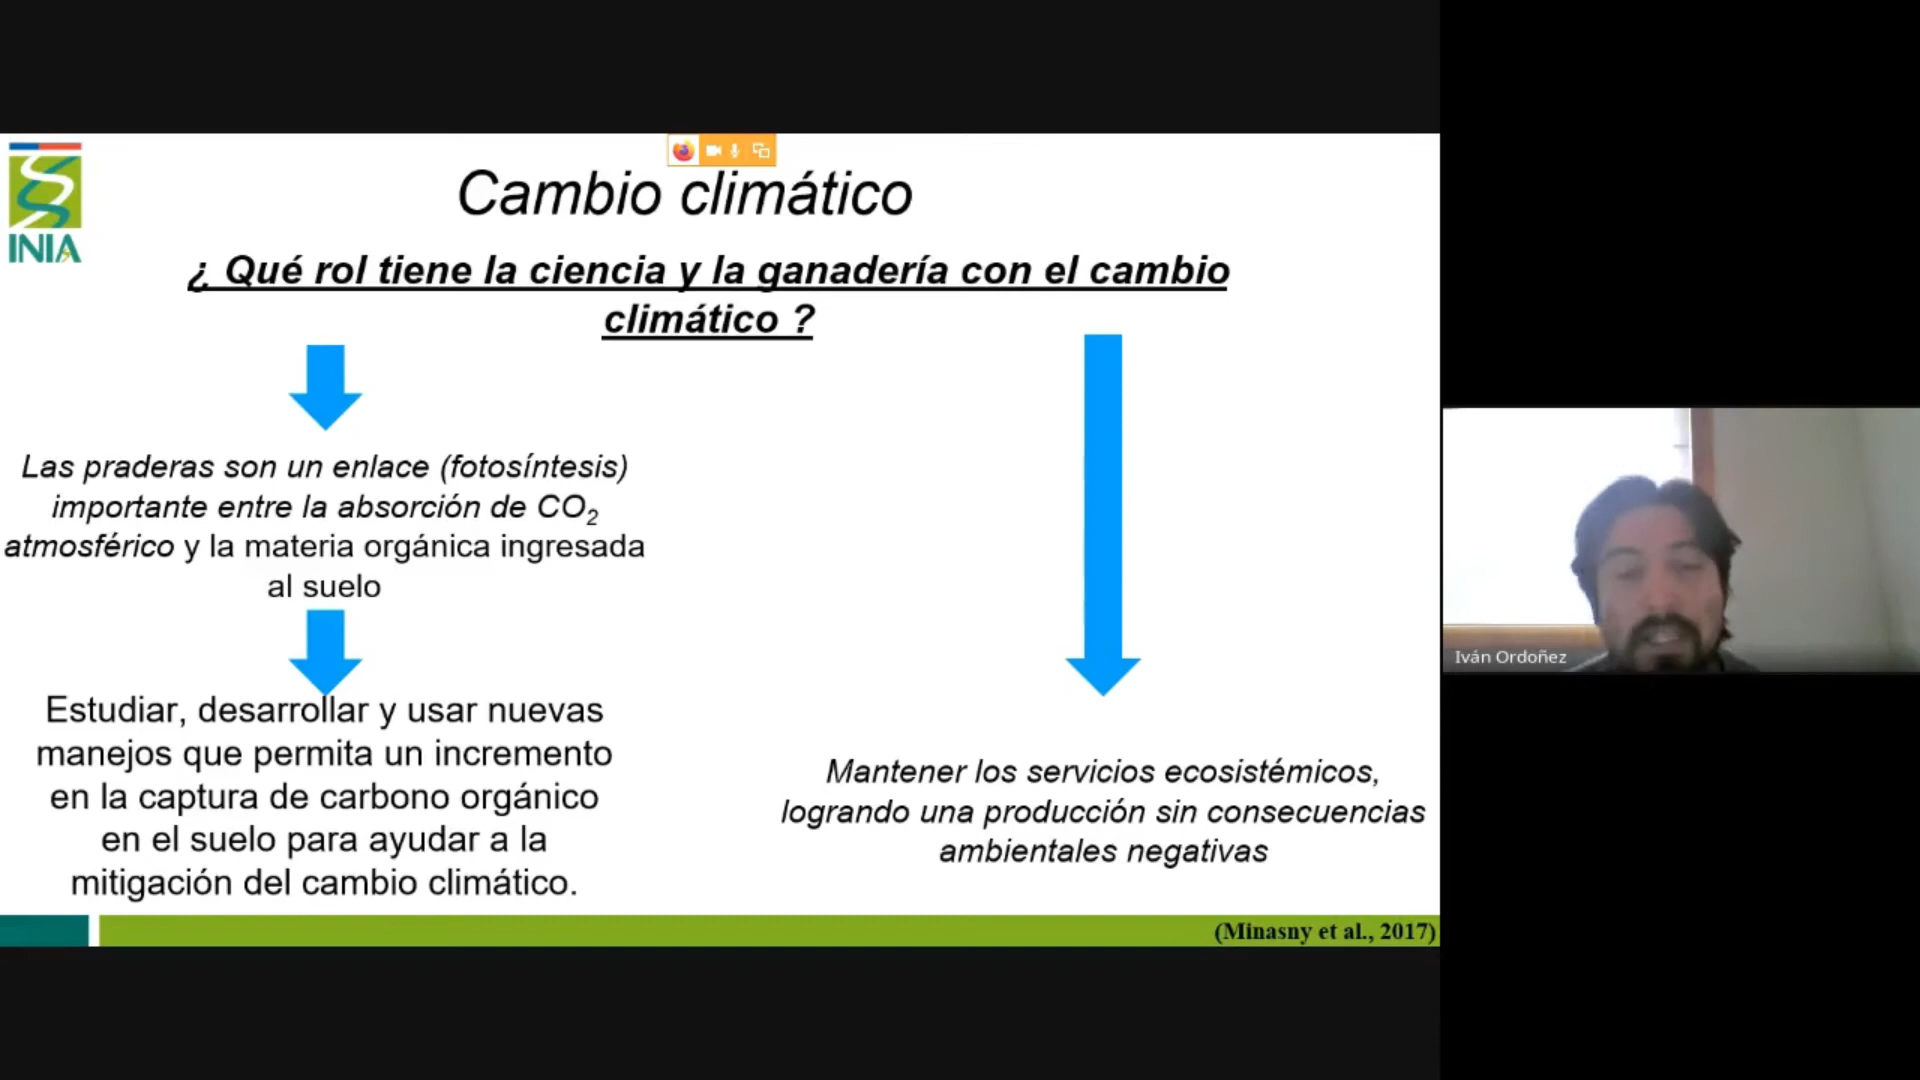 INIA
Cambio climático
¿ Qué rol tiene la ciencia y la ganadería con el cambio
climático ?
Las praderas son un enlace (fotosíntesis)
importante entre la absorción de CO₂
atmosférico y la materia orgánica ingresada
al suelo
Estudiar, desarrollar y usar nuevas
manejos que permita un incremento
en la captura de carbono orgánico
en el suelo para ayudar a la
mitigación del cambio climático.
Mantener los servicios ecosistémicos,
logrando una producción sin consecuencias
ambientales negativas
(Minasny et al., 2017)
Iván Ordoñez